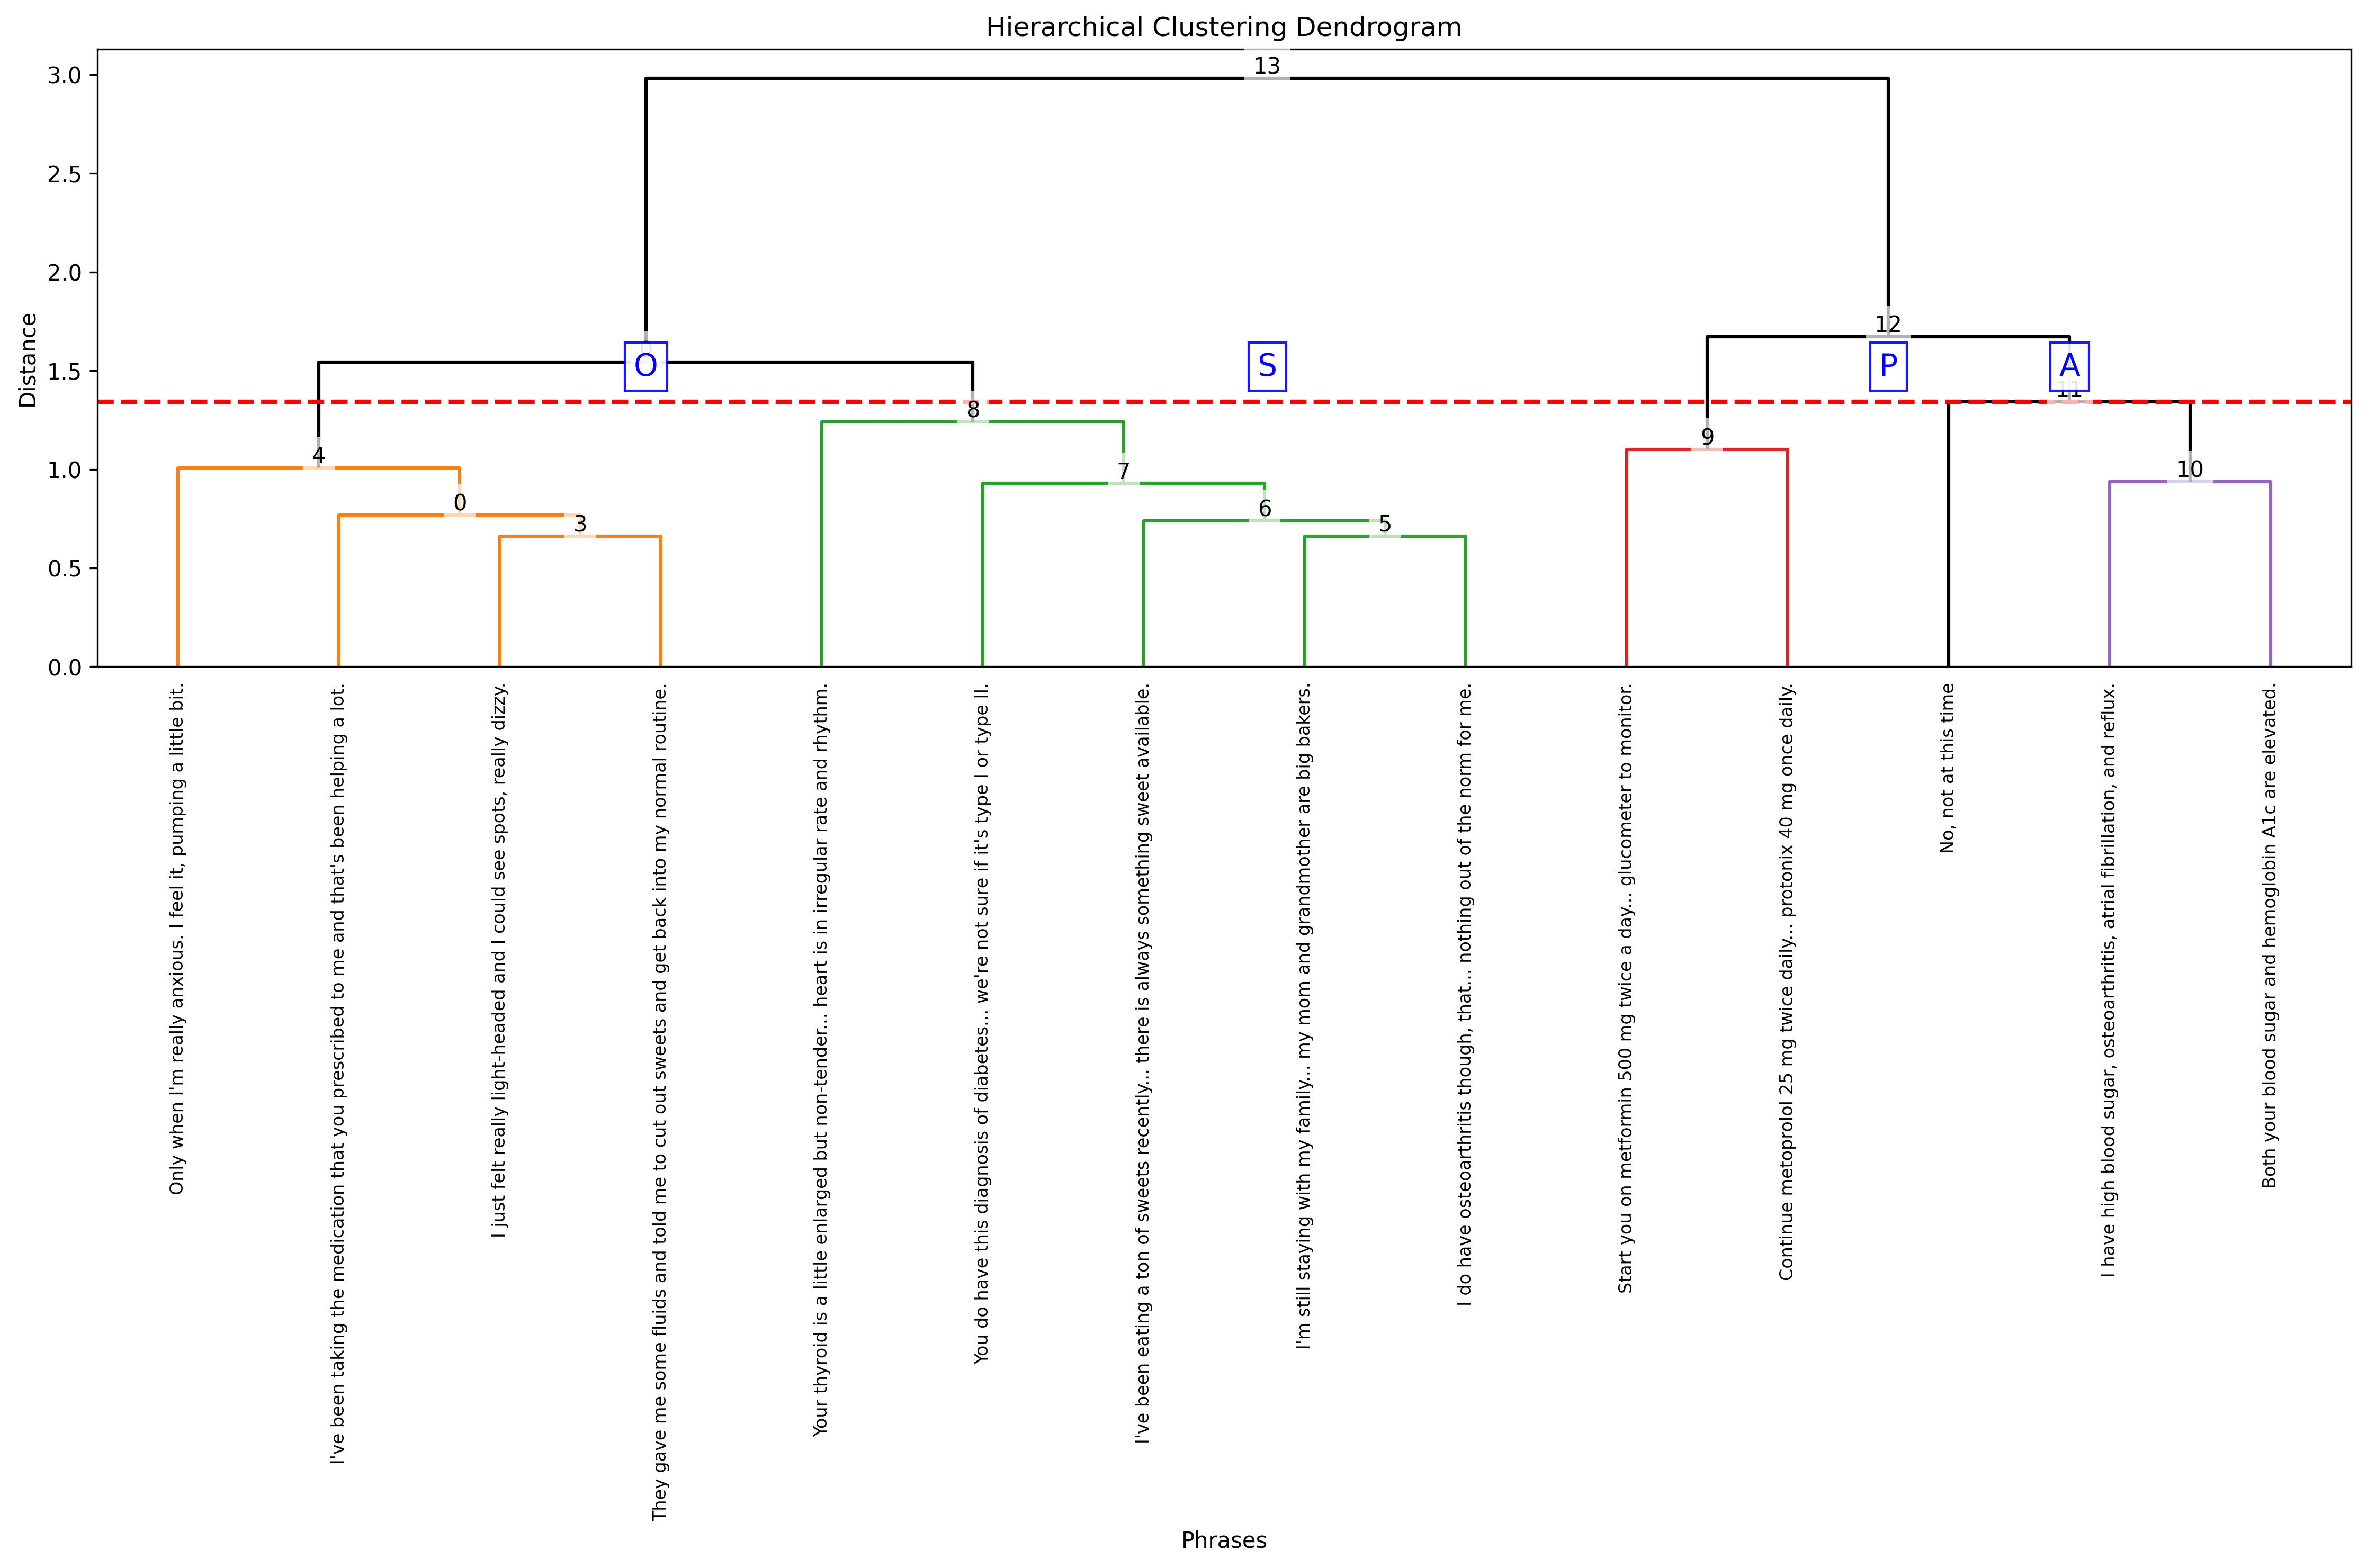 Hierarchical Clustering Dendrogram
Distance
3.0
2.5
2.0
1.5
1.0
0.5
0.0
13
12
O
S
P
A
11
8
9
4
7
10
0
6
3
5
Only when I'm really anxious. I feel it, pumping a little bit.
I've been taking the medication that you prescribed to me and that's been helping a lot.
I just felt really light-headed and I could see spots, really dizzy.
They gave me some fluids and told me to cut out sweets and get back into my normal routine.
Your thyroid is a little enlarged but non-tender... heart is in irregular rate and rhythm.
You do have this diagnosis of diabetes... we're not sure if it's type I or type II.
I've been eating a ton of sweets recently... there is always something sweet available.
I'm still staying with my family... my mom and grandmother are big bakers.
I do have osteoarthritis though, that... nothing out of the norm for me.
Start you on metformin 500 mg twice a day... glucometer to monitor.
Continue metoprolol 25 mg twice daily... protonix 40 mg once daily.
No, not at this time
I have high blood sugar, osteoarthritis, atrial fibrillation, and reflux.
Both your blood sugar and hemoglobin A1c are elevated.
Phrases